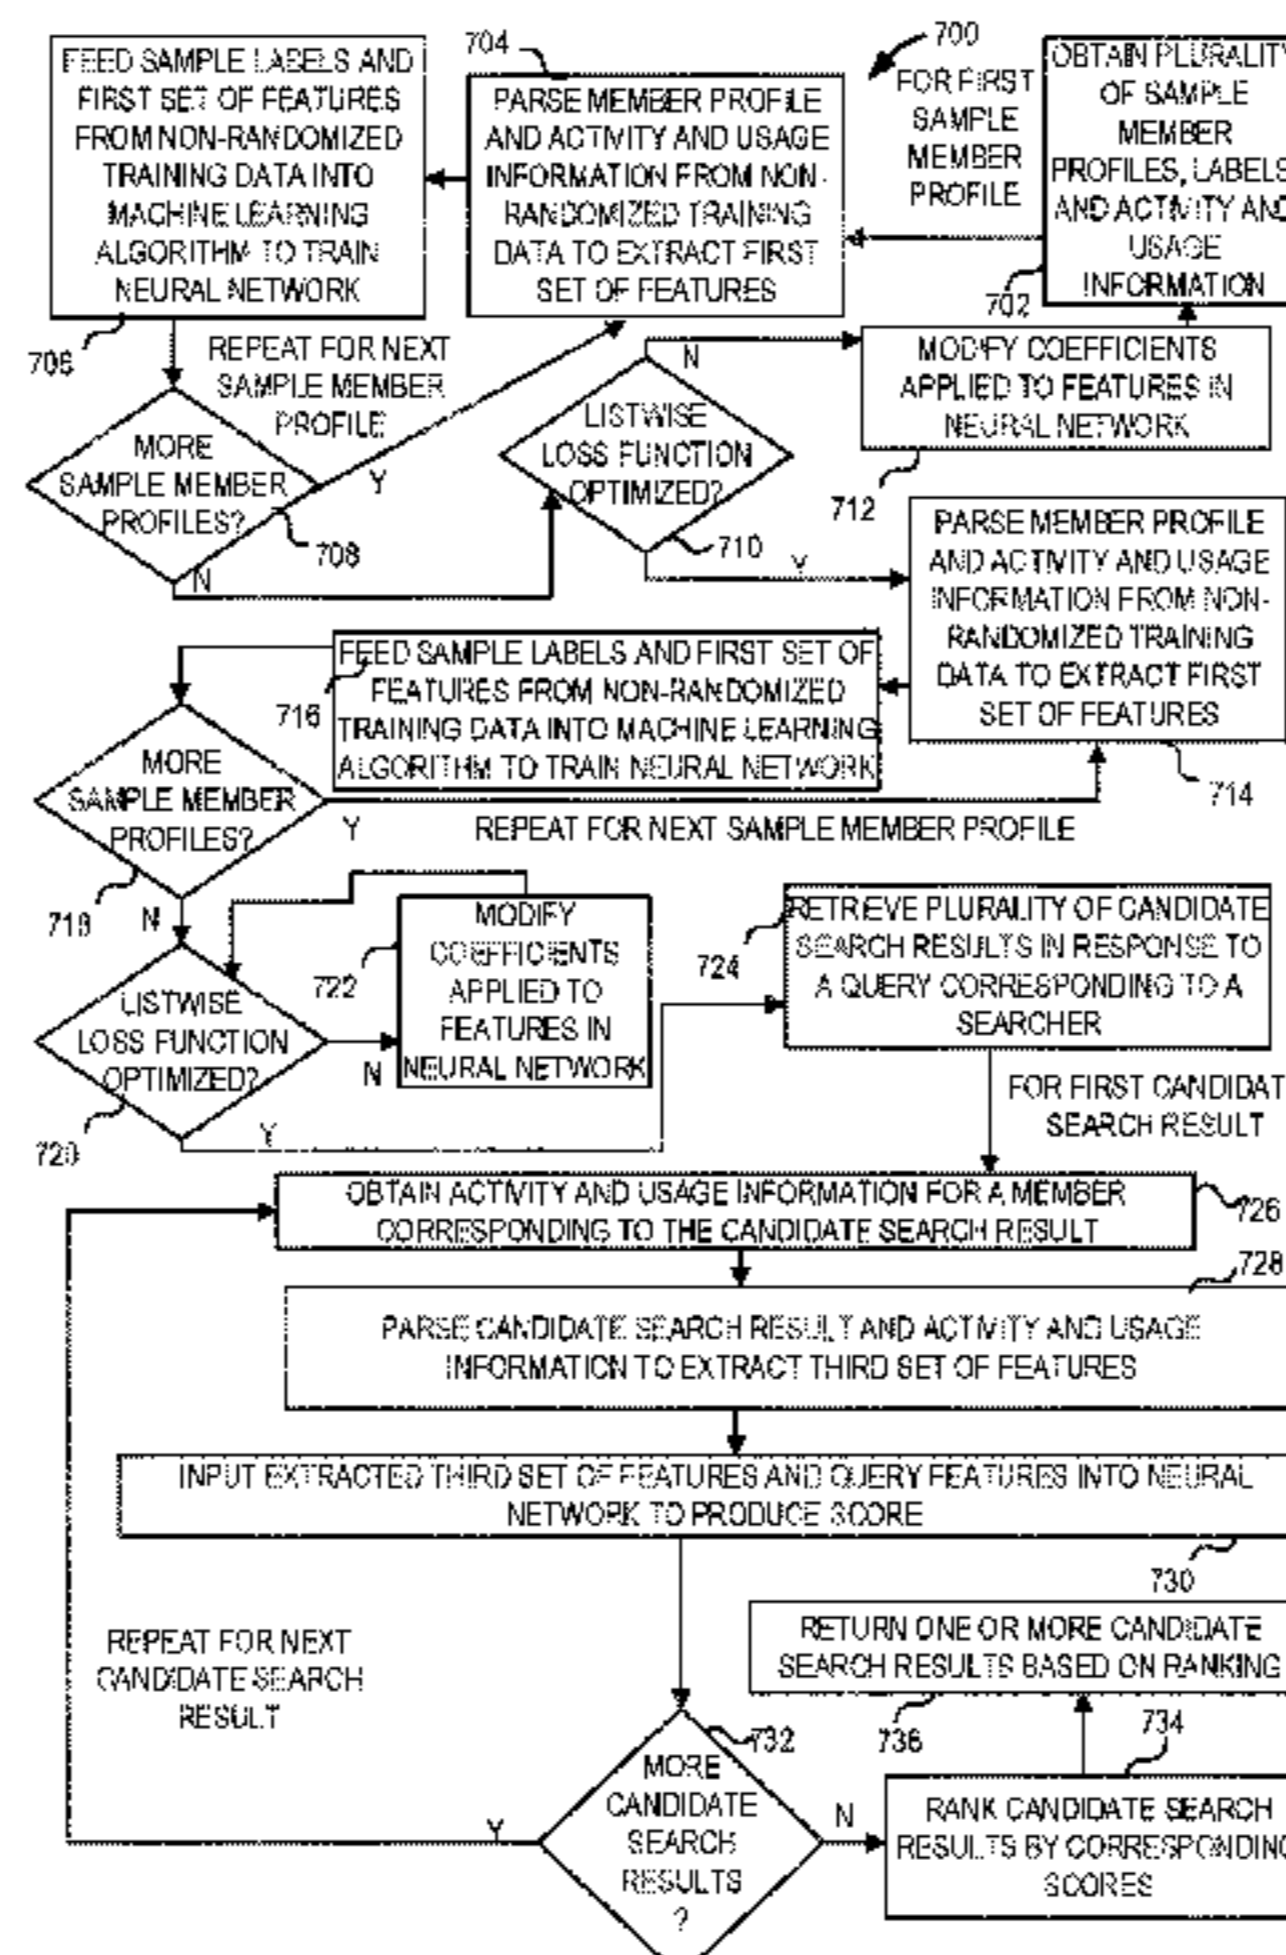 700
FOR FIRST
SAMPLE
MEMBER
PROFILE
OBTAIN PLURALITY
OF SAMPLE
MEMBER
PROFILES, LABELS
AND ACTIVITY AND
USAGE
INFORMATION
702
704
PARSE MEMBER PROFILE
AND ACTIVITY AND USAGE
INFORMATION FROM NON-
RANDOMIZED TRAINING
DATA TO EXTRACT FIRST
SET OF FEATURES
FEED SAMPLE LABELS AND
FIRST SET OF FEATURES
FROM NON-RANDOMIZED
TRAINING DATA INTO
MACHINE LEARNING
ALGORITHM TO TRAIN
NEURAL NETWORK
706
REPEAT FOR NEXT
SAMPLE MEMBER
PROFILE
MORE
SAMPLE MEMBER
PROFILES?
Y
N
708
LISTWISE
LOSS FUNCTION
OPTIMIZED?
N
Y
710
MODIFY COEFFICIENTS
APPLIED TO FEATURES IN
NEURAL NETWORK
712
PARSE MEMBER PROFILE
AND ACTIVITY AND USAGE
INFORMATION FROM NON-
RANDOMIZED TRAINING
DATA TO EXTRACT FIRST
SET OF FEATURES
714
FEED SAMPLE LABELS AND FIRST SET OF
FEATURES FROM NON-RANDOMIZED
TRAINING DATA INTO MACHINE LEARNING
ALGORITHM TO TRAIN NEURAL NETWORK
716
MORE
SAMPLE MEMBER
PROFILES?
Y
REPEAT FOR NEXT SAMPLE MEMBER PROFILE
718
N
LISTWISE
LOSS FUNCTION
OPTIMIZED?
N
Y
720
MODIFY
COEFFICIENTS
APPLIED TO
FEATURES IN
NEURAL NETWORK
722
RETRIEVE PLURALITY OF CANDIDATE
SEARCH RESULTS IN RESPONSE TO
A QUERY CORRESPONDING TO A
SEARCHER
724
FOR FIRST CANDIDAT
SEARCH RESULT
OBTAIN ACTIVITY AND USAGE INFORMATION FOR A MEMBER
CORRESPONDING TO THE CANDIDATE SEARCH RESULT
726
728
PARSE CANDIDATE SEARCH RESULT AND ACTIVITY AND USAGE
INFORMATION TO EXTRACT THIRD SET OF FEATURES
INPUT EXTRACTED THIRD SET OF FEATURES AND QUERY FEATURES INTO NEURAL
NETWORK TO PRODUCE SCORE
730
REPEAT FOR NEXT
CANDIDATE SEARCH
RESULT
RETURN ONE OR MORE CANDIDATE
SEARCH RESULTS BASED ON RANKING
736
734
732
MORE
CANDIDATE
SEARCH
RESULTS
?
Y
N
RANK CANDIDATE SEARCH
RESULTS BY CORRESPONDING
SCORES